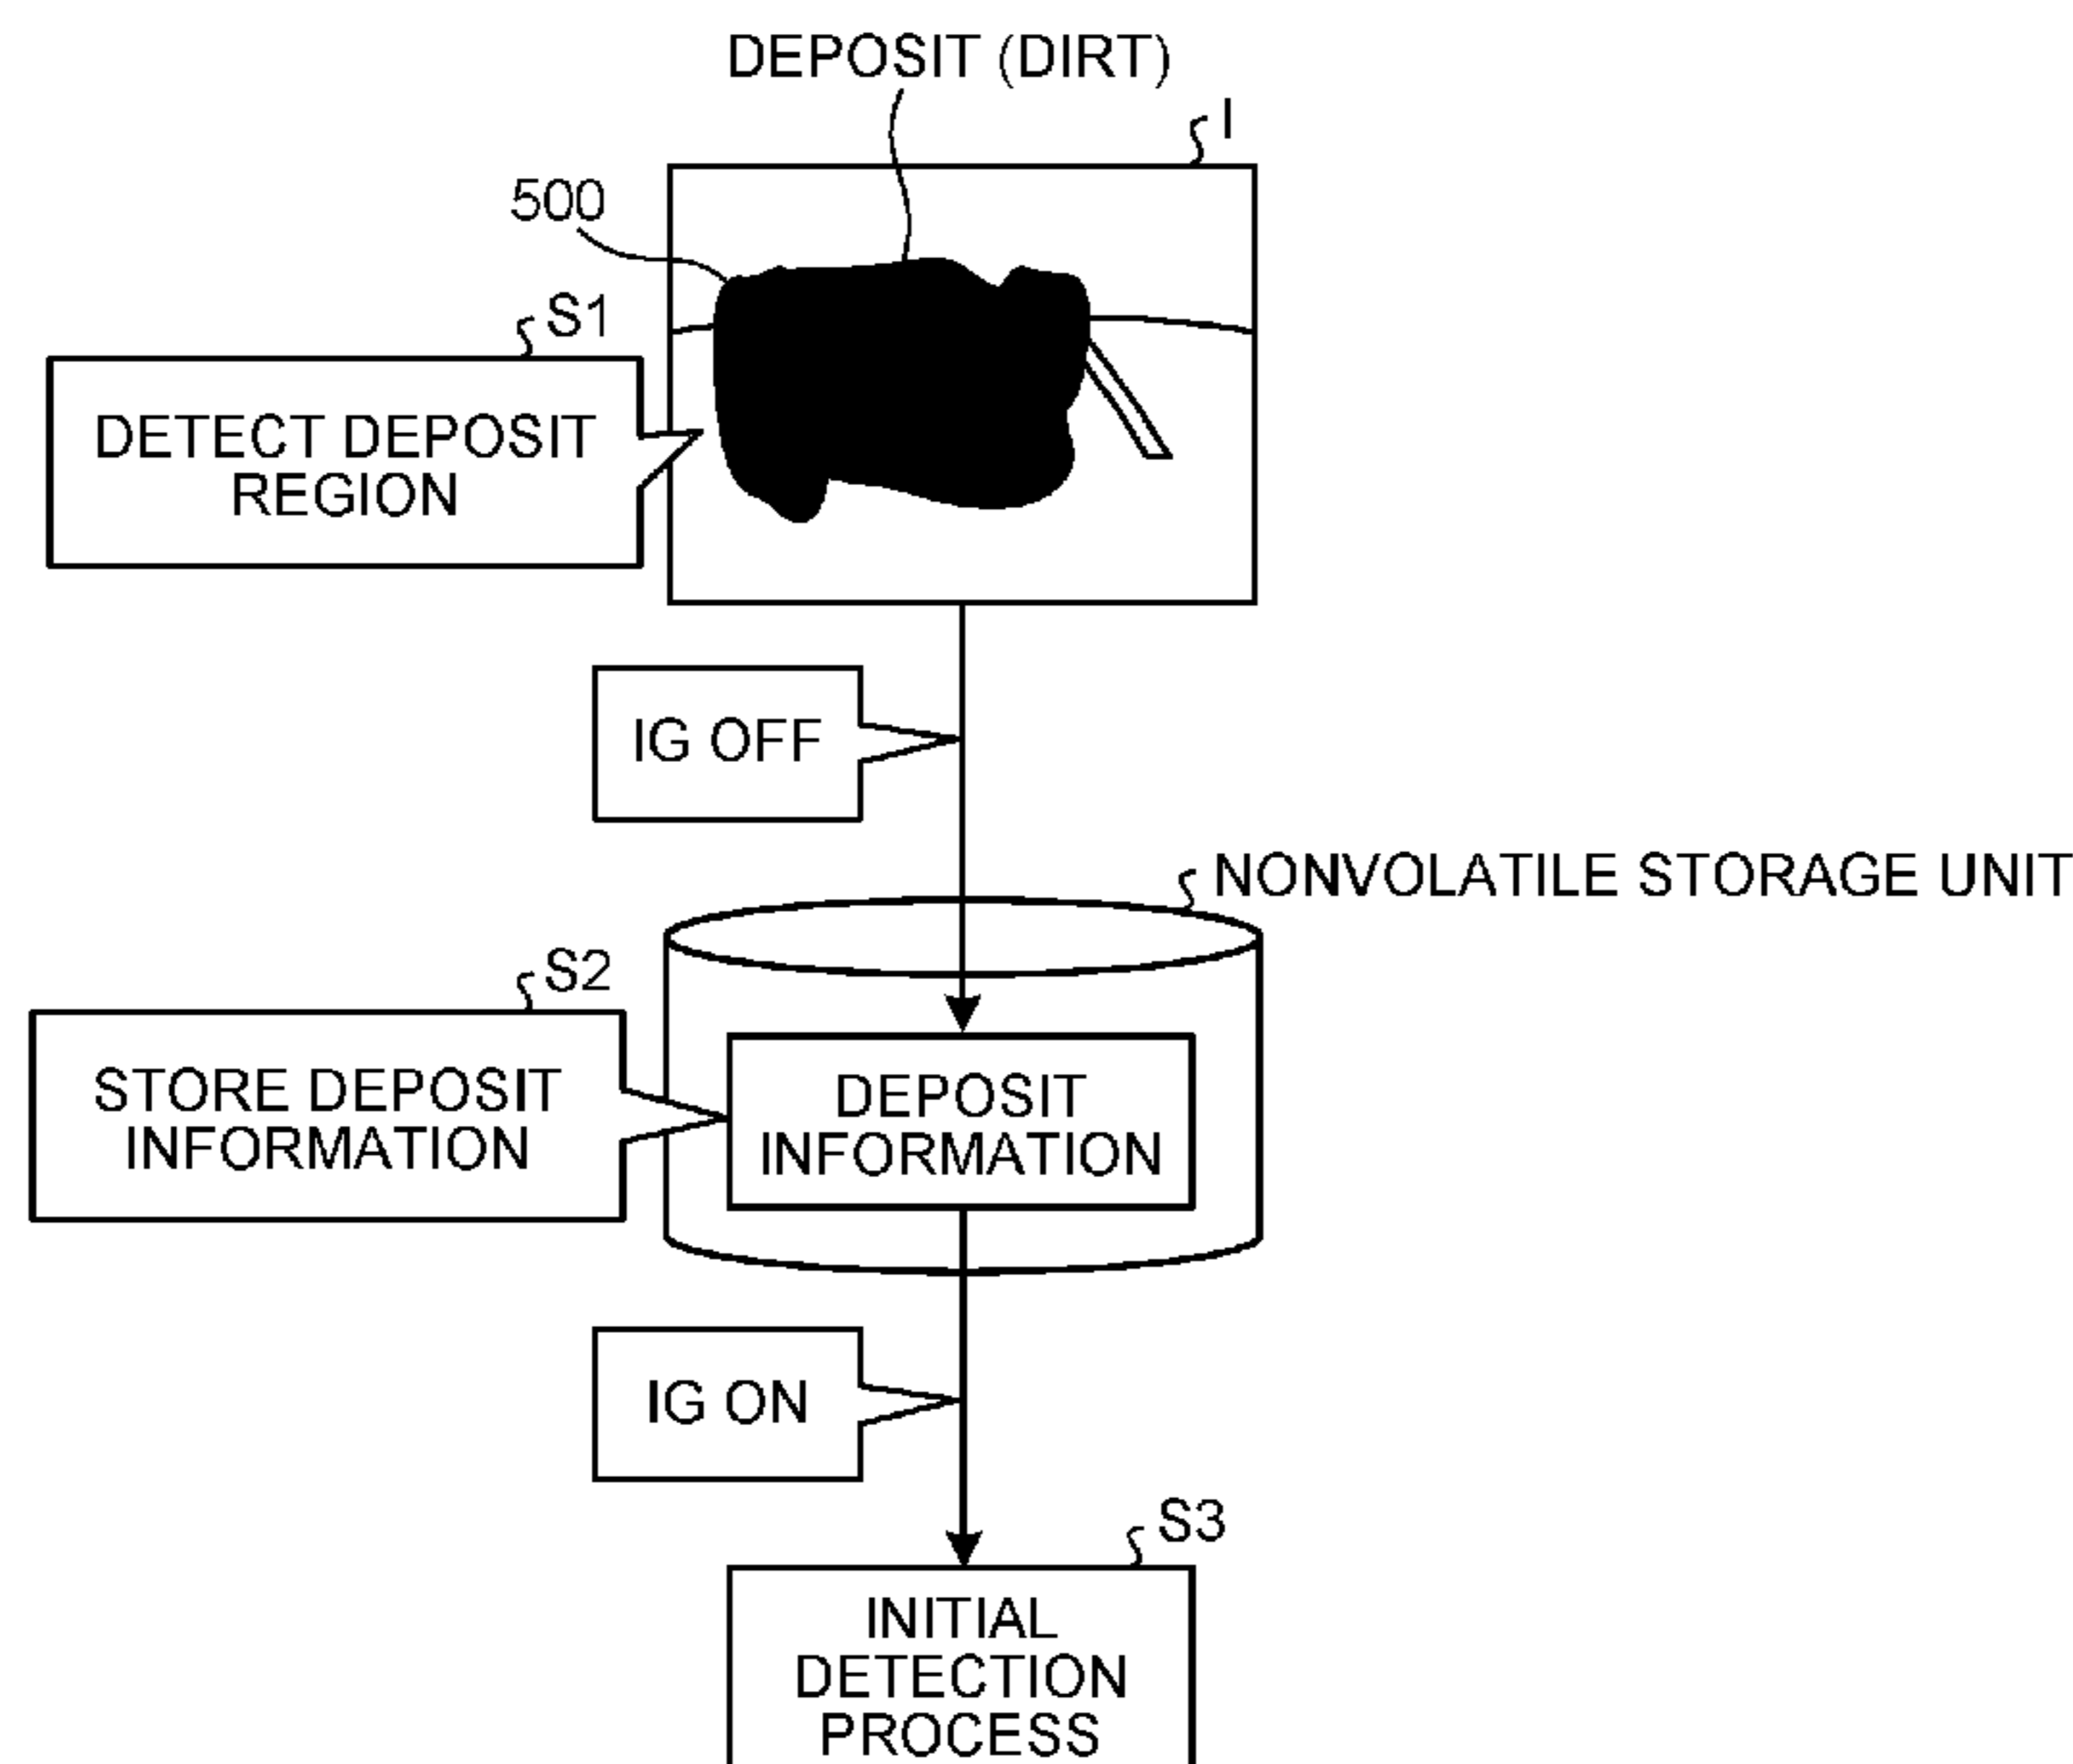 DEPOSIT (DIRT)
I
500
S1
DETECT DEPOSIT
REGION
IG OFF
NONVOLATILE STORAGE UNIT
S2
STORE DEPOSIT
INFORMATION
DEPOSIT
INFORMATION
IG ON
S3
INITIAL
DETECTION
PROCESS